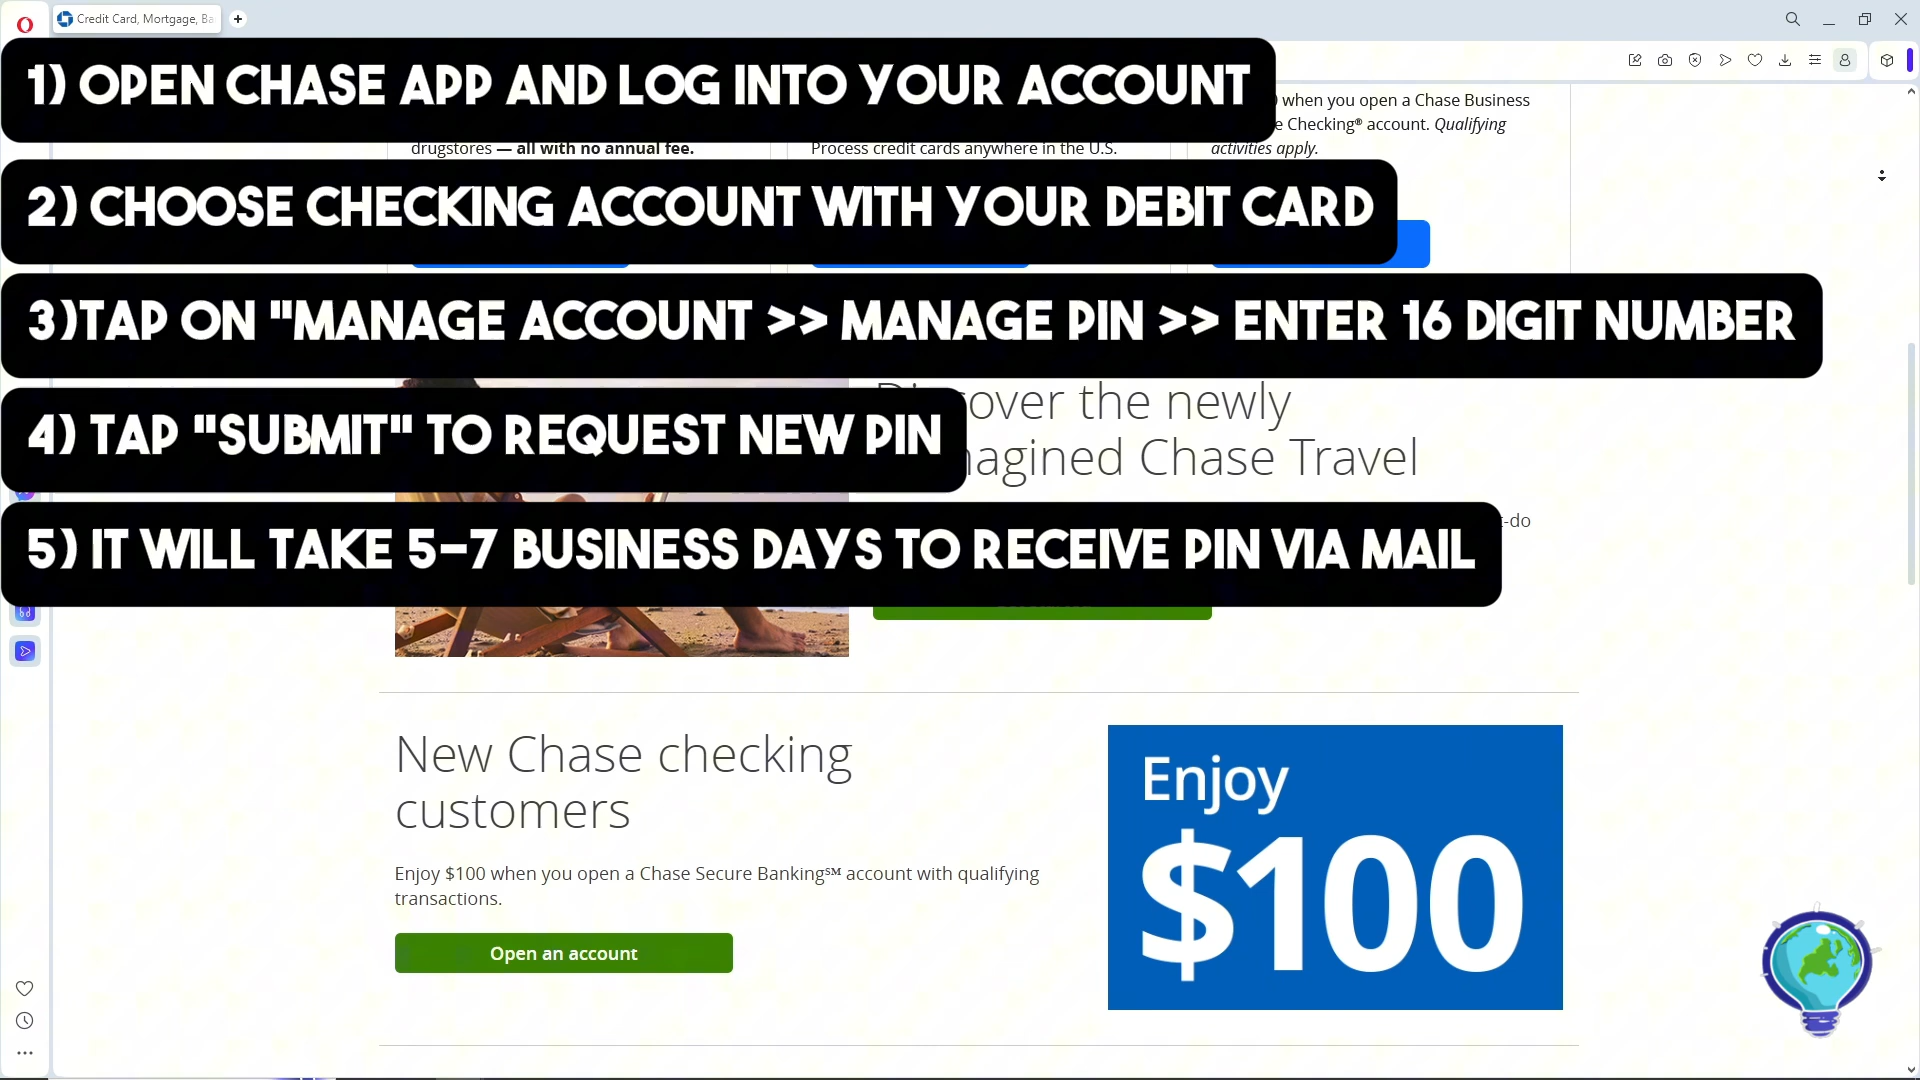 Credit Card, Mortgage, Ba
1) OPEN CHASE APP AND LOG INTO YOUR ACCOUNT
when you open a Chase Business
Checking® account. Qualifying
drugstores — all with no annual fee.
Process credit cards anywhere in the U.S.
activities apply.
2) CHOOSE CHECKING ACCOUNT WITH YOUR DEBIT CARD
3)TAP ON "MANAGE ACCOUNT >> MANAGE PIN >> ENTER 16 DIGIT NUMBER
Discover the newly
Chase Travel
4) TAP "SUBMIT" TO REQUEST NEW PIN
-do
5) IT WILL TAKE 5-7 BUSINESS DAYS TO RECEIVE PIN VIA MAIL
New Chase checking
customers
Enjoy $100 when you open a Chase Secure Banking℠ account with qualifying
transactions.
Open an account
Enjoy
$100